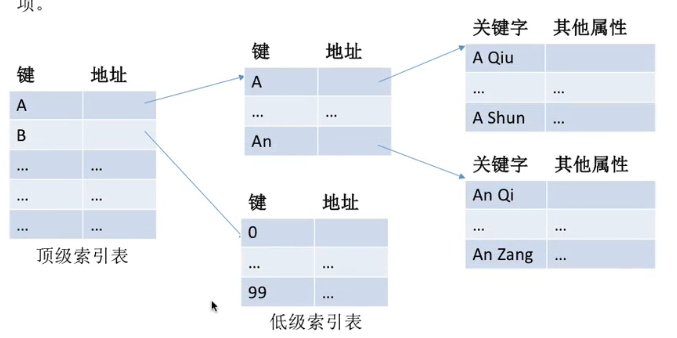 项。
键 地址
A
B
... ...
... ...
... ...
顶级索引表
键 地址
A
... ...
An
键 地址
0
... ...
99 ...
低级索引表
关键字 其他属性
A Qiu
... ...
A Shun ...
关键字 其他属性
An Qi
... ...
An Zang ...